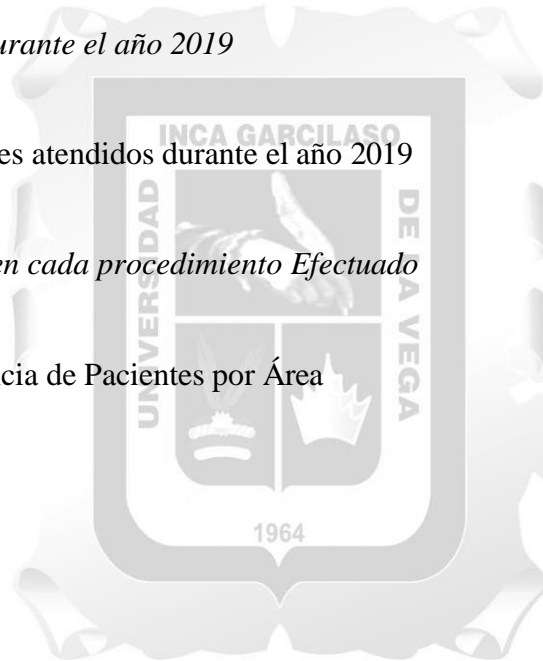 urante el año 2019
INCA GARCILASO
es atendidos durante el año 2019
UNIVERSIDAD
DE LA VEGA
en cada procedimiento Efectuado
cia de Pacientes por Área
1964